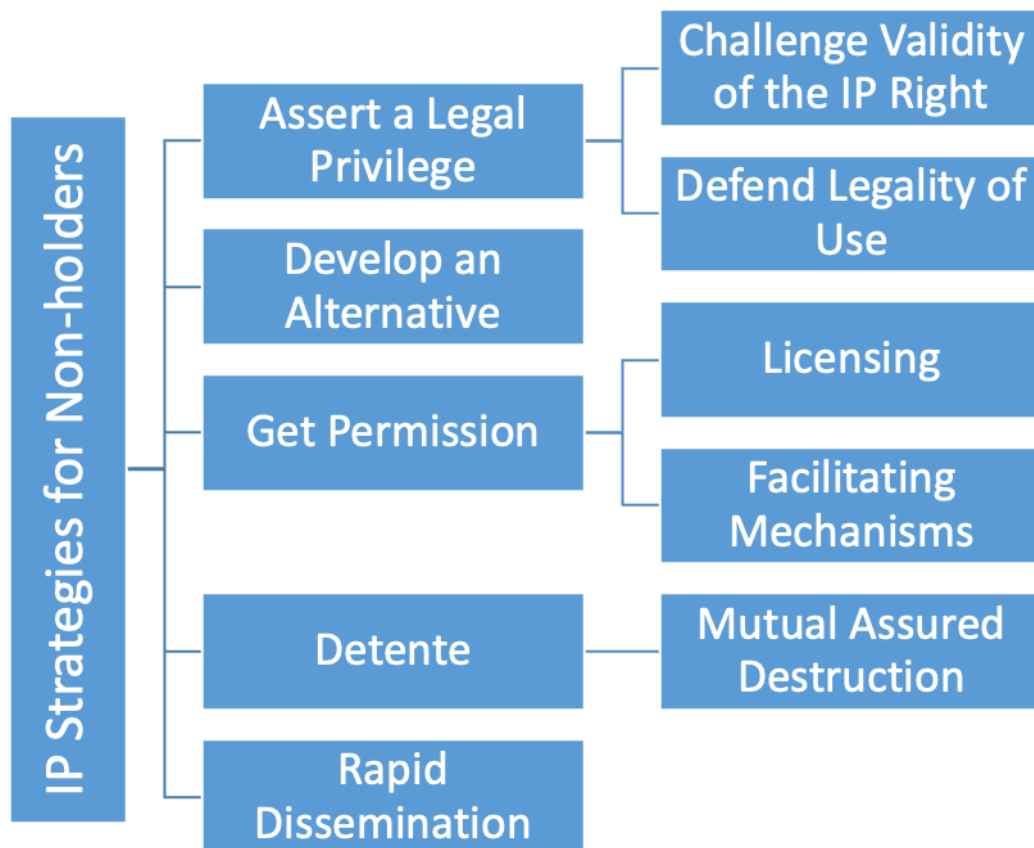 IP Strategies for Non-holders
Assert a Legal
Privilege
Challenge Validity
of the IP Right
Defend Legality of
Use
Develop an
Alternative
Get Permission
Licensing
Facilitating
Mechanisms
Detente
Mutual Assured
Destruction
Rapid
Dissemination